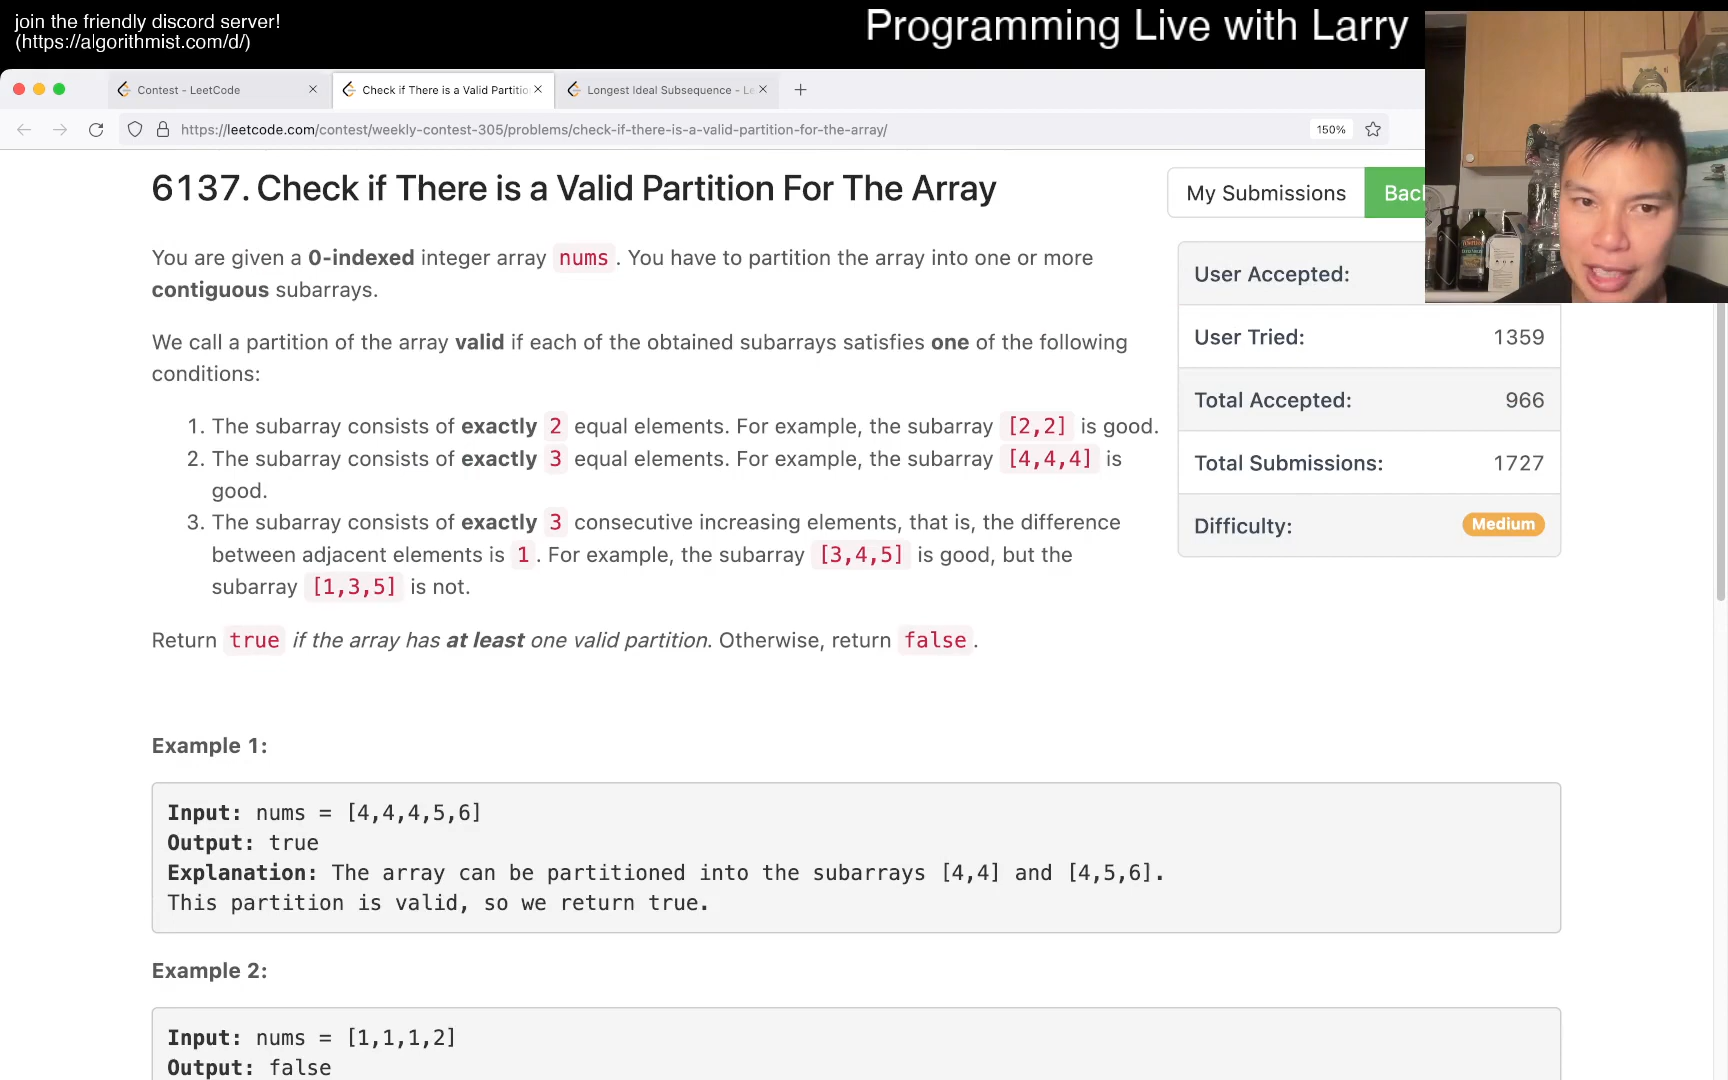 join the friendly discord server!
(https://algorithmist.com/d/)
Programming Live with Larry
Contest - LeetCode
Check if There is a Valid Partitio
Longest Ideal Subsequence - Le
https://leetcode.com/contest/weekly-contest-305/problems/check-if-there-is-a-valid-partition-for-the-array/
150%
6137. Check if There is a Valid Partition For The Array
My Submissions
Bac
You are given a 0-indexed integer array nums. You have to partition the array into one or more
contiguous subarrays.
We call a partition of the array valid if each of the obtained subarrays satisfies one of the following
conditions:
1. The subarray consists of exactly 2 equal elements. For example, the subarray [2,2] is good.
2. The subarray consists of exactly 3 equal elements. For example, the subarray [4,4,4] is
good.
3. The subarray consists of exactly 3 consecutive increasing elements, that is, the difference
between adjacent elements is 1. For example, the subarray [3,4,5] is good, but the
subarray [1,3,5] is not.
Return true if the array has at least one valid partition. Otherwise, return false.
User Accepted:
User Tried: 1359
Total Accepted: 966
Total Submissions: 1727
Difficulty: Medium
Example 1:
Input: nums = [4,4,4,5,6]
Output: true
Explanation: The array can be partitioned into the subarrays [4,4] and [4,5,6].
This partition is valid, so we return true.
Example 2:
Input: nums = [1,1,1,2]
Output: false